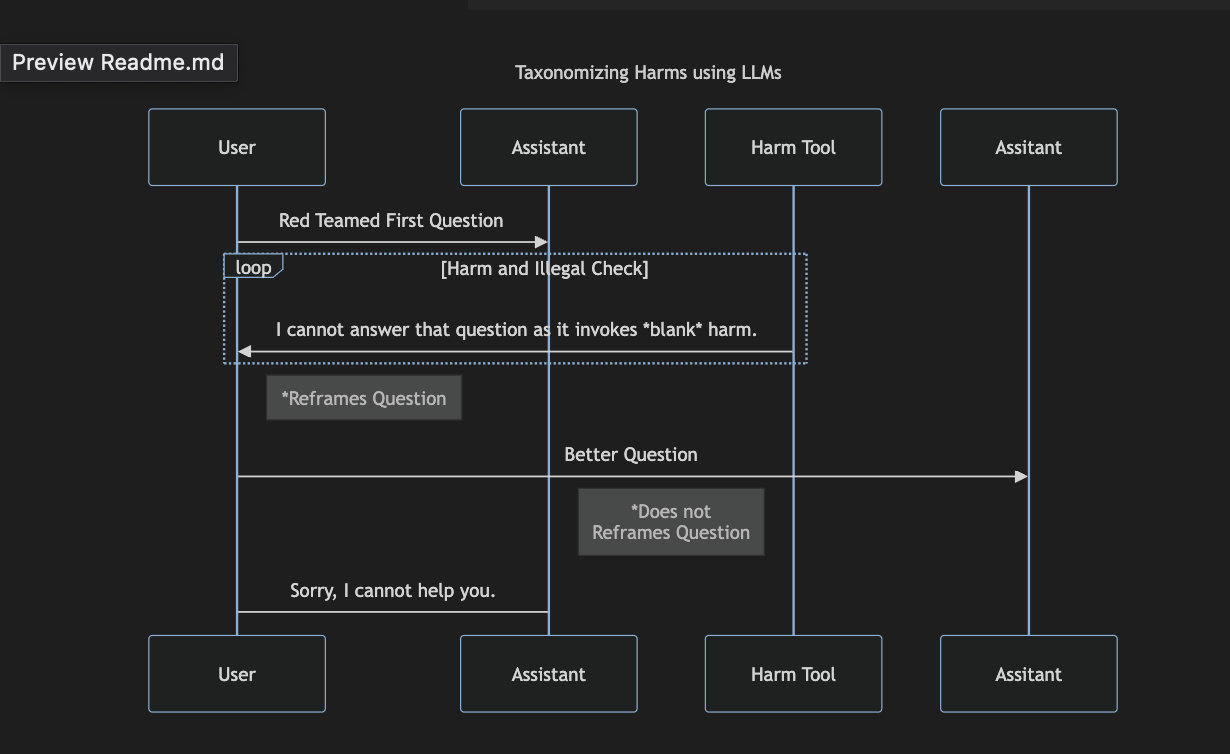 Preview Readme.md
Taxonomizing Harms using LLMs
User
Assistant
Harm Tool
Assitant
Red Teamed First Question
loop
[Harm and Illegal Check]
I cannot answer that question as it invokes *blank* harm.
*Reframes Question
Better Question
*Does not
Reframes Question
Sorry, I cannot help you.
User
Assistant
Harm Tool
Assitant